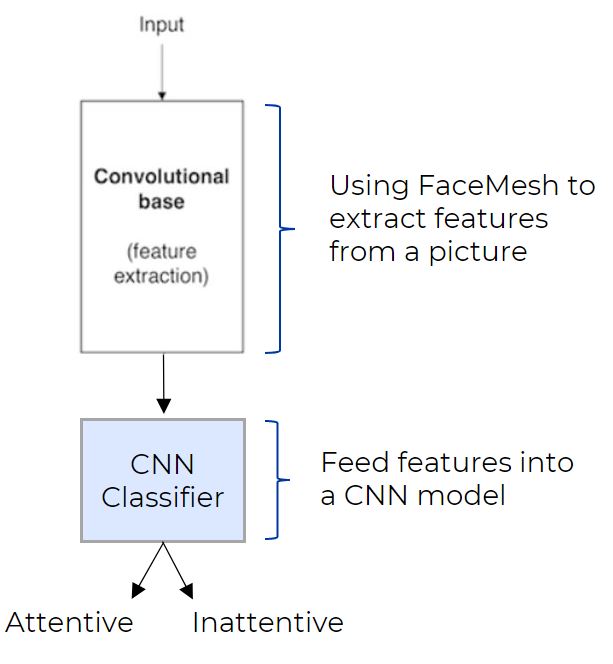 Input
Convolutional
base
(feature
extraction)
Using FaceMesh to
extract features
from a picture
CNN
Classifier
Feed features into
a CNN model
Attentive
Inattentive